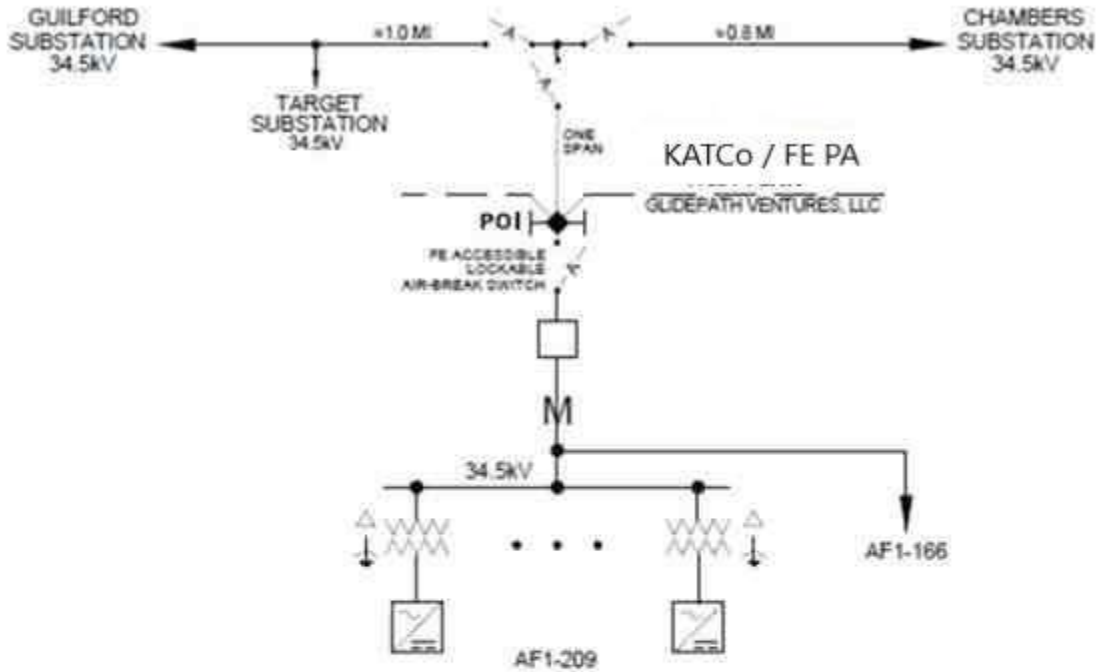 GUILFORD
SUBSTATION
34.5kV
≈1.0 MI
≈0.8 MI
CHAMBERS
SUBSTATION
34.5kV
TARGET
SUBSTATION
34.5kV
ONE
SPAN
KATCo / FE PA
GLIDEPATH VENTURES, LLC
POI
FE ACCESSIBLE
LOCKABLE
AIR-BREAK SWITCH
M
34.5kV
AF1-166
AF1-209